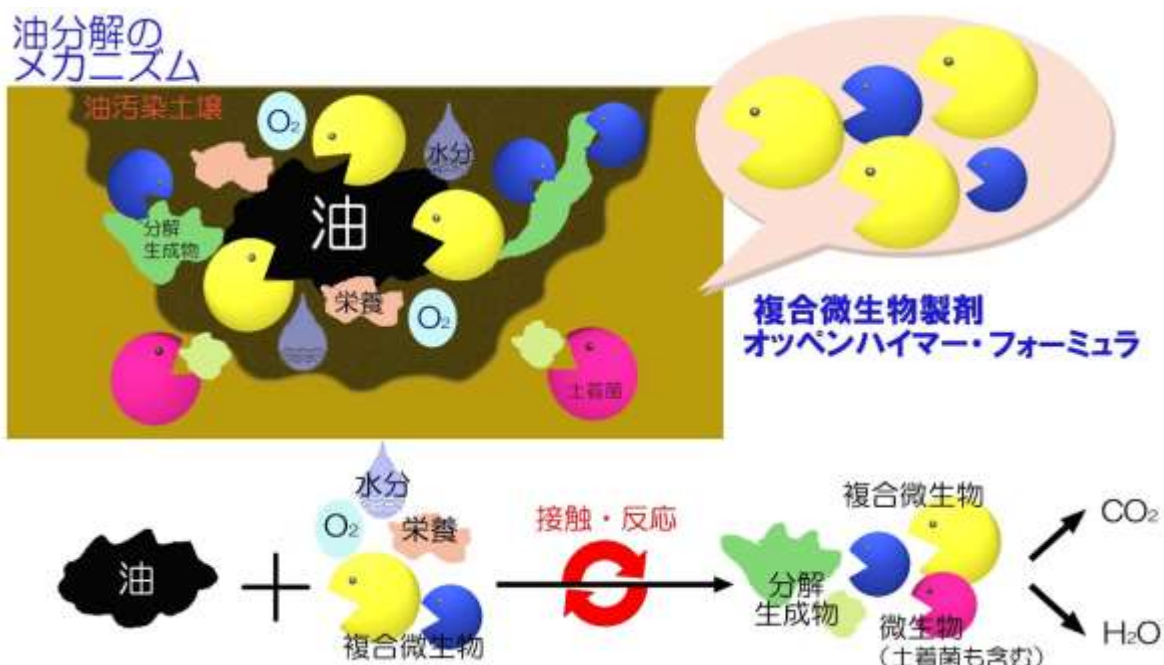 油分解の
メカニズム
油汚染土壌
O₂
水分
分解
生成物
油
栄養
O₂
土着菌
複合微生物製剤
オッペンハイマー・フォーミュラ
水分
O₂
栄養
油
複合微生物
接触・反応
分解
生成物
複合微生物
微生物
(土着菌も含む)
CO₂
H₂O